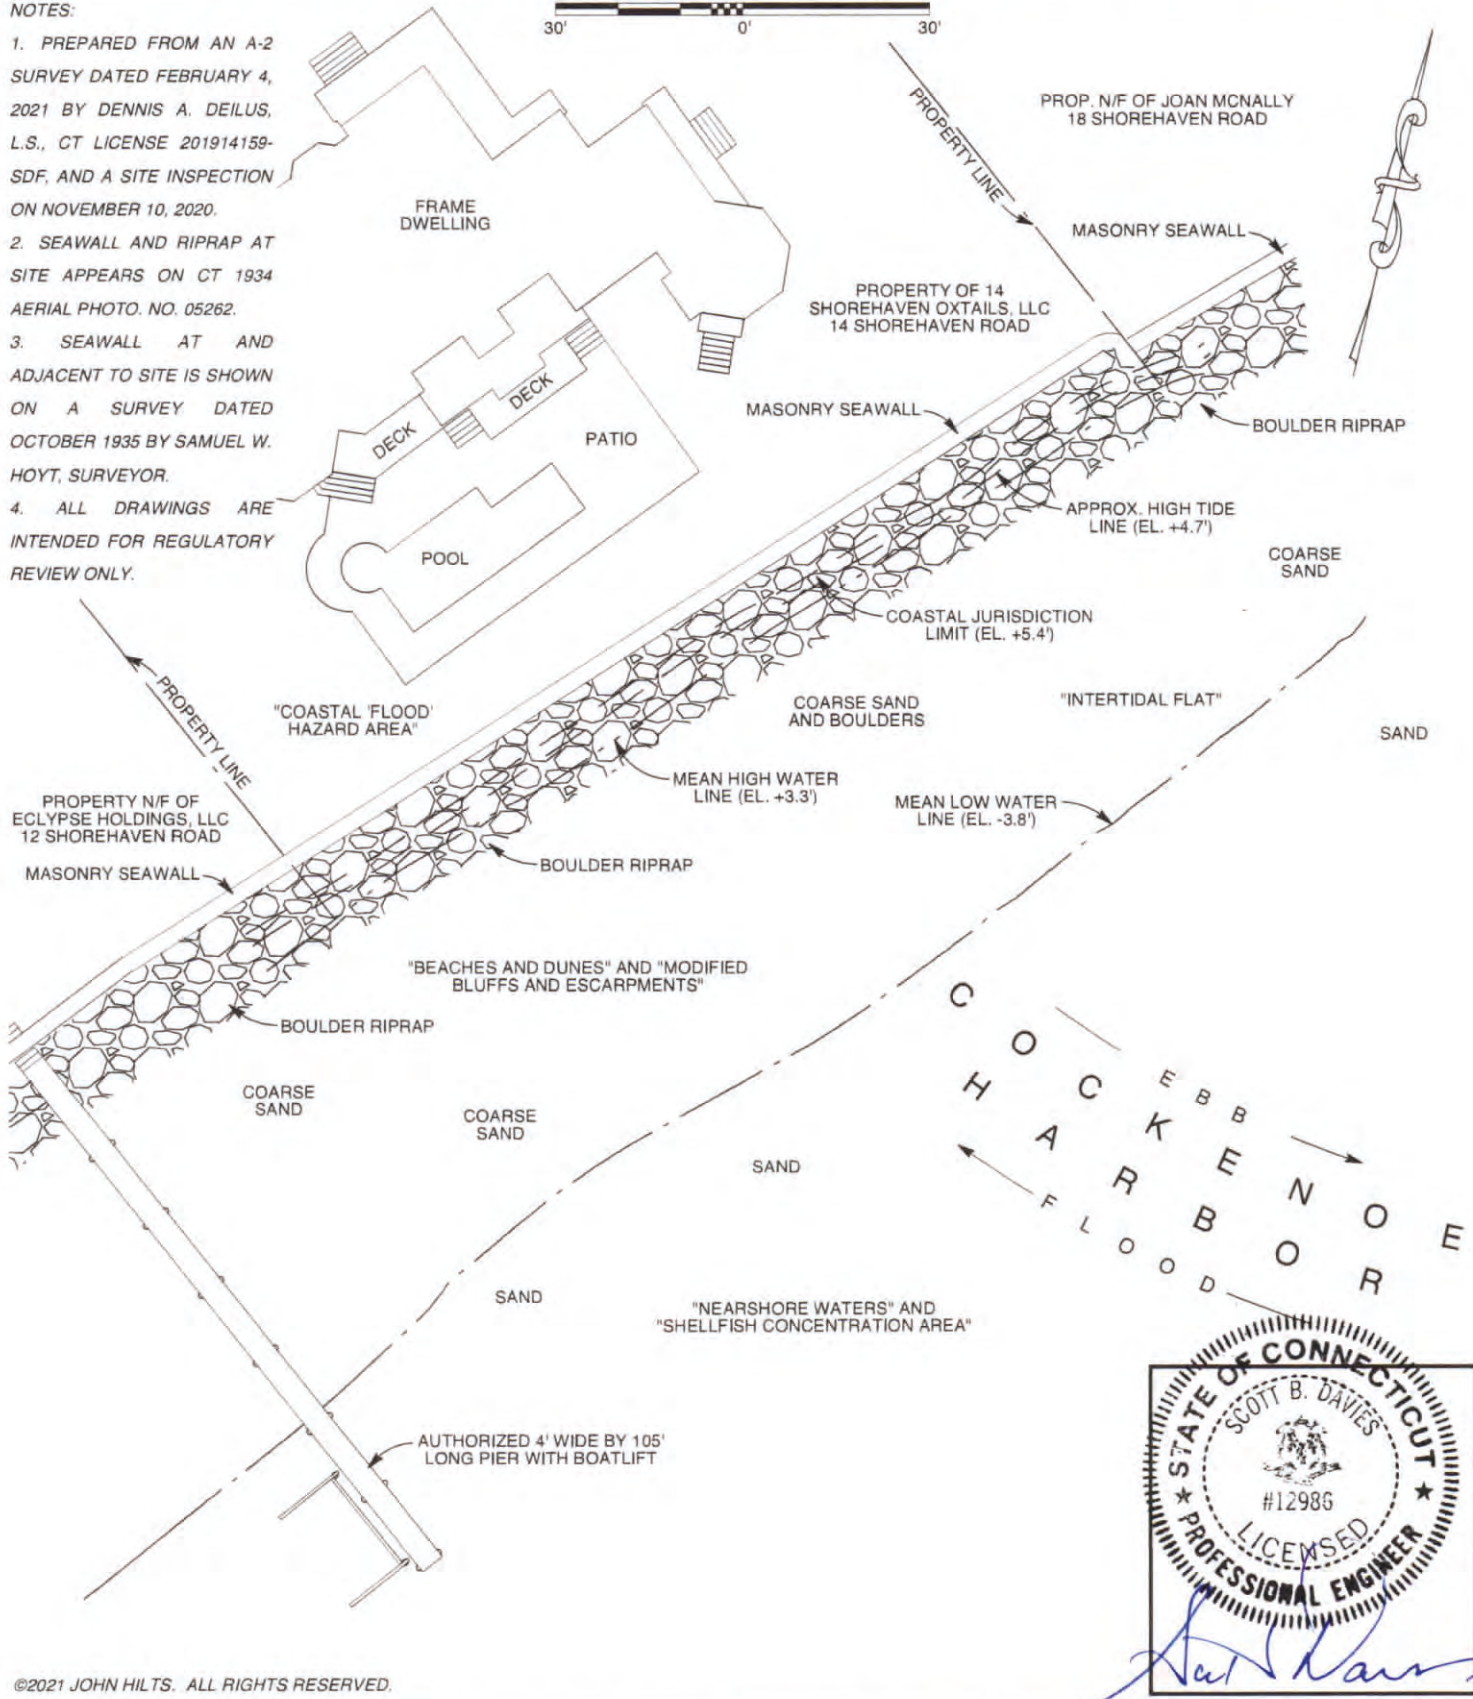 NOTES:
1. PREPARED FROM AN A-2
SURVEY DATED FEBRUARY 4,
2021 BY DENNIS A. DEILUS,
L.S., CT LICENSE 201914159-
SDF, AND A SITE INSPECTION
ON NOVEMBER 10, 2020.
2. SEAWALL AND RIPRAP AT
SITE APPEARS ON CT 1934
AERIAL PHOTO. NO. 05262.
3. SEAWALL AT AND
ADJACENT TO SITE IS SHOWN
ON A SURVEY DATED
OCTOBER 1935 BY SAMUEL W.
HOYT, SURVEYOR.
4. ALL DRAWINGS ARE
INTENDED FOR REGULATORY
REVIEW ONLY.
30' 0' 30'
PROPERTY LINE
PROP. N/F OF JOAN MCNALLY
18 SHOREHAVEN ROAD
FRAME
DWELLING
MASONRY SEAWALL
PROPERTY OF 14
SHOREHAVEN OXTAILS, LLC
14 SHOREHAVEN ROAD
DECK
DECK
PATIO
POOL
MASONRY SEAWALL
BOULDER RIPRAP
APPROX. HIGH TIDE
LINE (EL. +4.7')
COARSE
SAND
COASTAL JURISDICTION
LIMIT (EL. +5.4')
PROPERTY LINE
"COASTAL 'FLOOD'
HAZARD AREA"
COARSE SAND
AND BOULDERS
"INTERTIDAL FLAT"
SAND
MEAN HIGH WATER
LINE (EL. +3.3')
MEAN LOW WATER
LINE (EL. -3.8')
PROPERTY N/F OF
ECLYPSE HOLDINGS, LLC
12 SHOREHAVEN ROAD
MASONRY SEAWALL
BOULDER RIPRAP
"BEACHES AND DUNES" AND "MODIFIED
BLUFFS AND ESCARPMENTS"
BOULDER RIPRAP
COARSE
SAND
COARSE
SAND
SAND
EBB
COCKENOE
HARBOR
FLOOD
SAND
"NEARSHORE WATERS" AND
"SHELLFISH CONCENTRATION AREA"
AUTHORIZED 4' WIDE BY 105'
LONG PIER WITH BOATLIFT
STATE OF CONNECTICUT
SCOTT B. DAVIES
#12986
LICENSED
PROFESSIONAL ENGINEER
©2021 JOHN HILTS. ALL RIGHTS RESERVED.